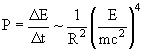 P = ΔE/Δt ~ 1/R² (E/mc²)⁴